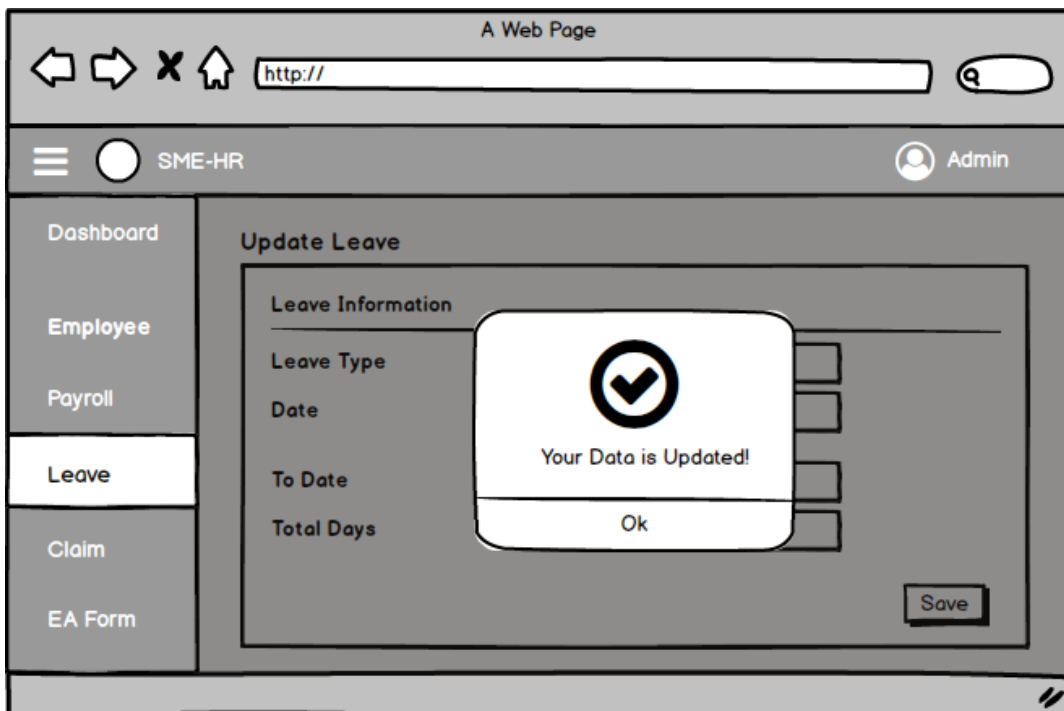 A Web Page
http://
SME-HR
Admin
Dashboard
Employee
Payroll
Leave
Claim
EA Form
Update Leave
Leave Information
Leave Type
Date
To Date
Total Days
Your Data is Updated!
Ok
Save